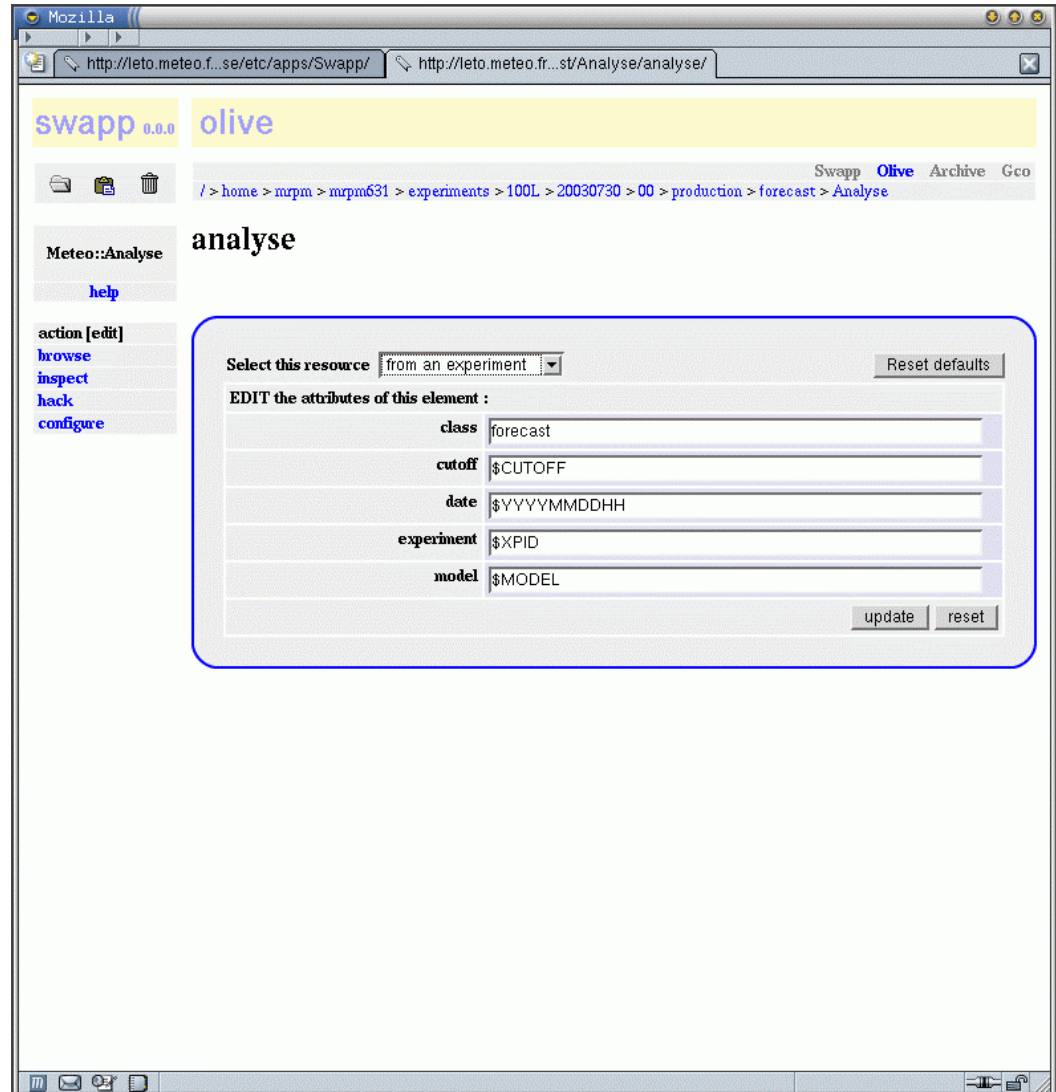 Mozilla
http://leto.meteo.f...se/etc/apps/Swapp/
http://leto.meteo.fr...st/Analyse/analyse/
swapp 0.0.0
olive
Swapp Olive Archive Gco
/ > home > mrpm > mrpm631 > experiments > 100L > 20030730 > 00 > production > forecast > Analyse
Meteo::Analyse
help
action [edit]
browse
inspect
hack
configure
analyse
Select this resource from an experiment Reset defaults
EDIT the attributes of this element :
class forecast
cutoff $CUTOFF
date $YYYYMMDDHH
experiment $XPID
model $MODEL
update reset